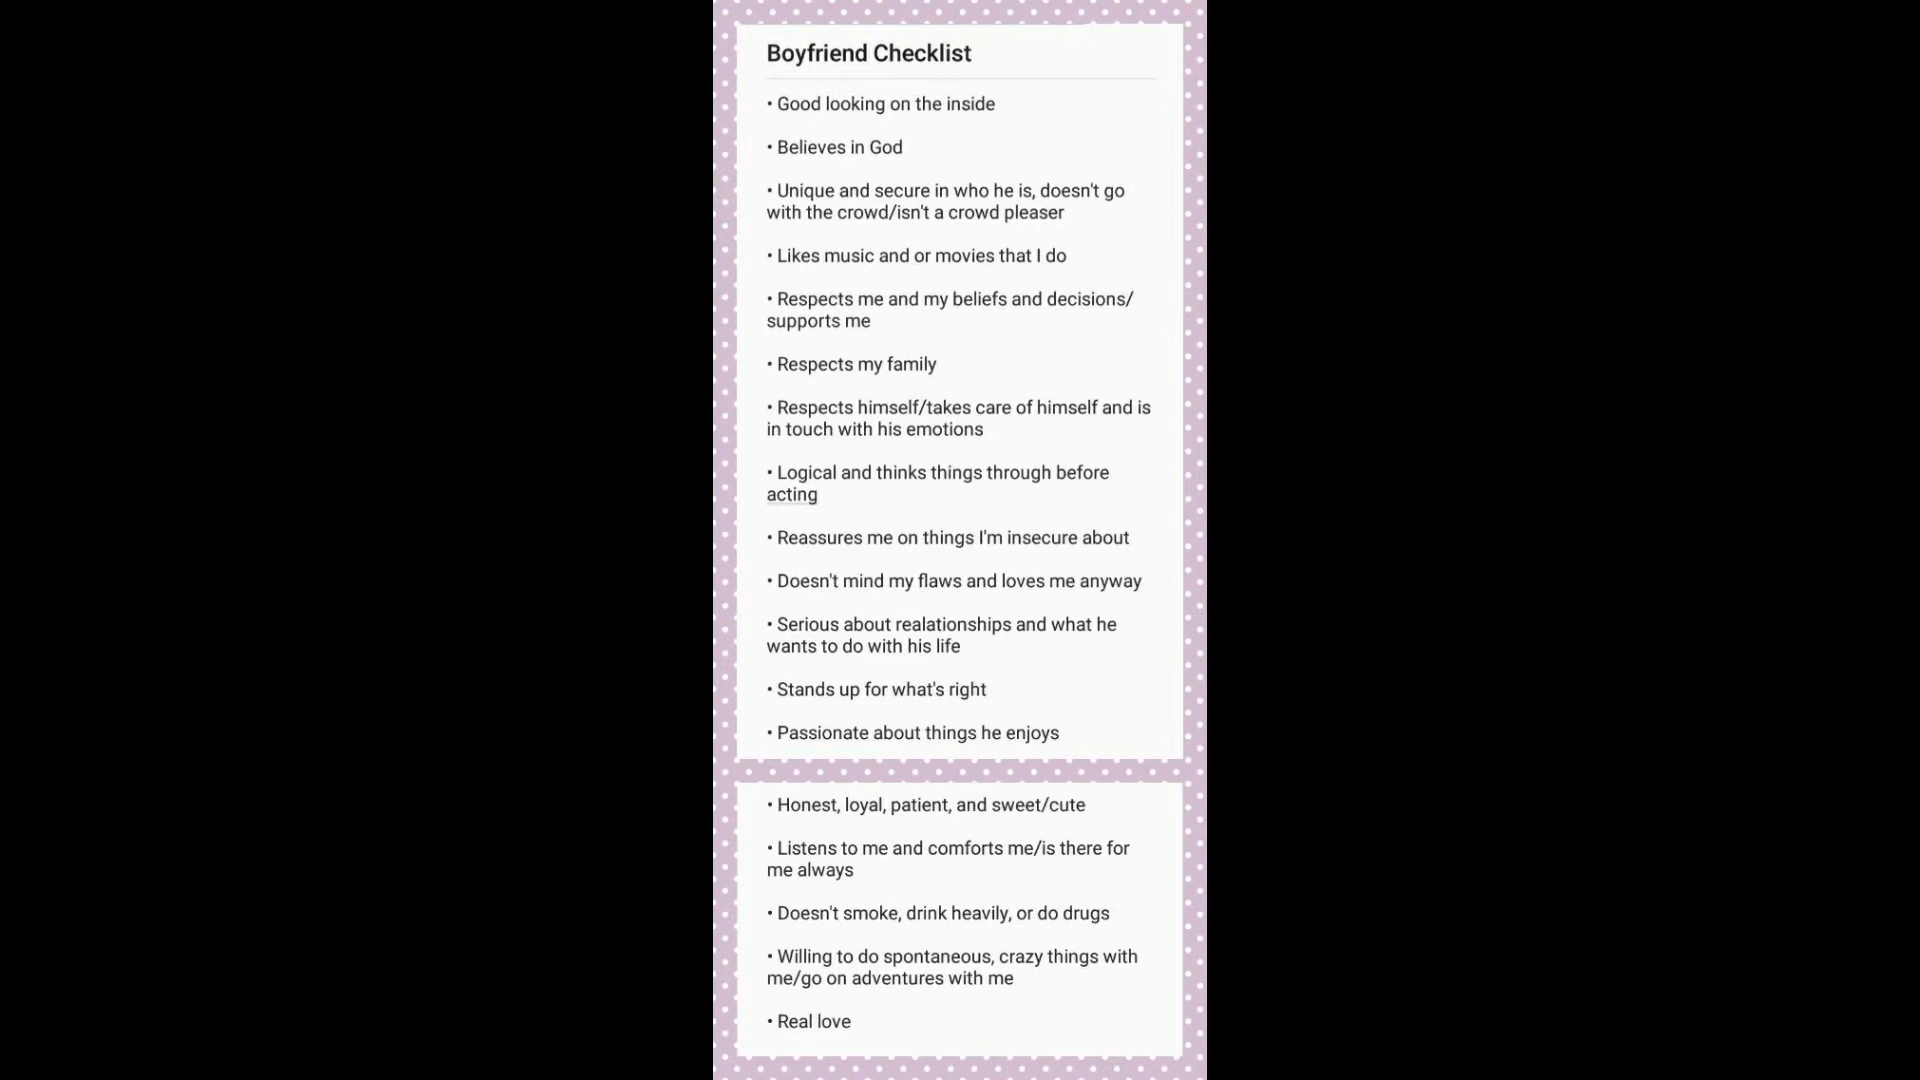 Boyfriend Checklist
• Good looking on the inside
• Believes in God
• Unique and secure in who he is, doesn't go
with the crowd/isn't a crowd pleaser
• Likes music and or movies that I do
• Respects me and my beliefs and decisions/
supports me
• Respects my family
• Respects himself/takes care of himself and is
in touch with his emotions
• Logical and thinks things through before
acting
• Reassures me on things I'm insecure about
• Doesn't mind my flaws and loves me anyway
• Serious about realationships and what he
wants to do with his life
• Stands up for what's right
• Passionate about things he enjoys
• Honest, loyal, patient, and sweet/cute
• Listens to me and comforts me/is there for
me always
• Doesn't smoke, drink heavily, or do drugs
• Willing to do spontaneous, crazy things with
me/go on adventures with me
• Real love